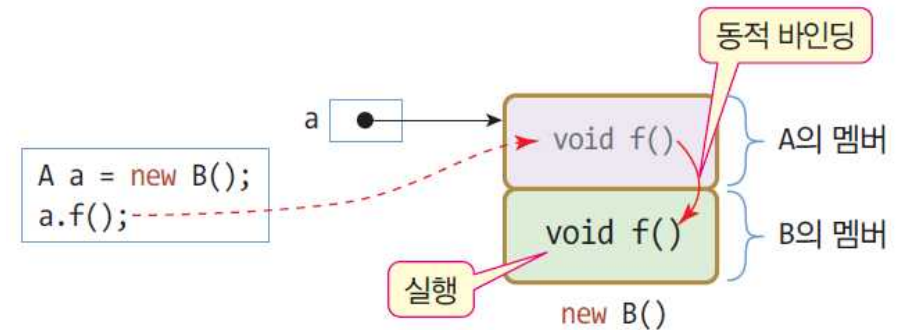 동적 바인딩
a
void f()
A의 멤버
A a = new B();
a.f();
void f()
B의 멤버
실행
new B()